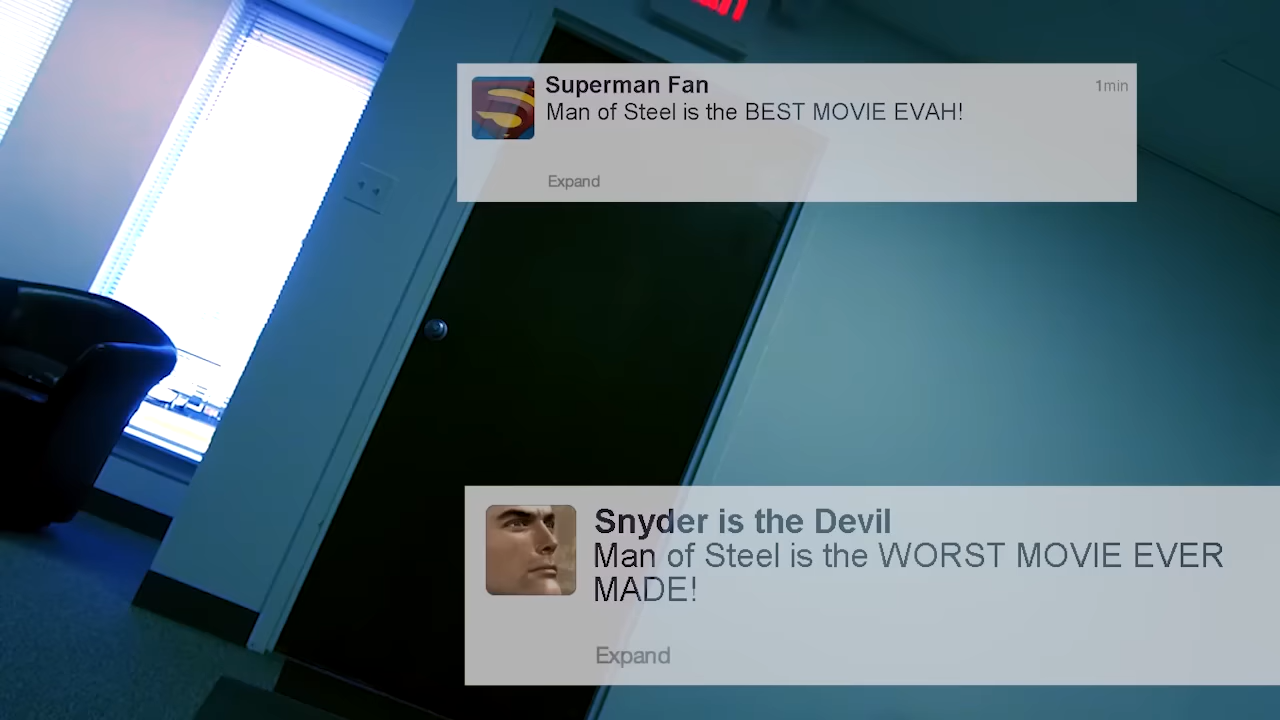 Superman Fan
1min
Man of Steel is the BEST MOVIE EVAH!
Expand
Snyder is the Devil
Man of Steel is the WORST MOVIE EVER
MADE!
Expand